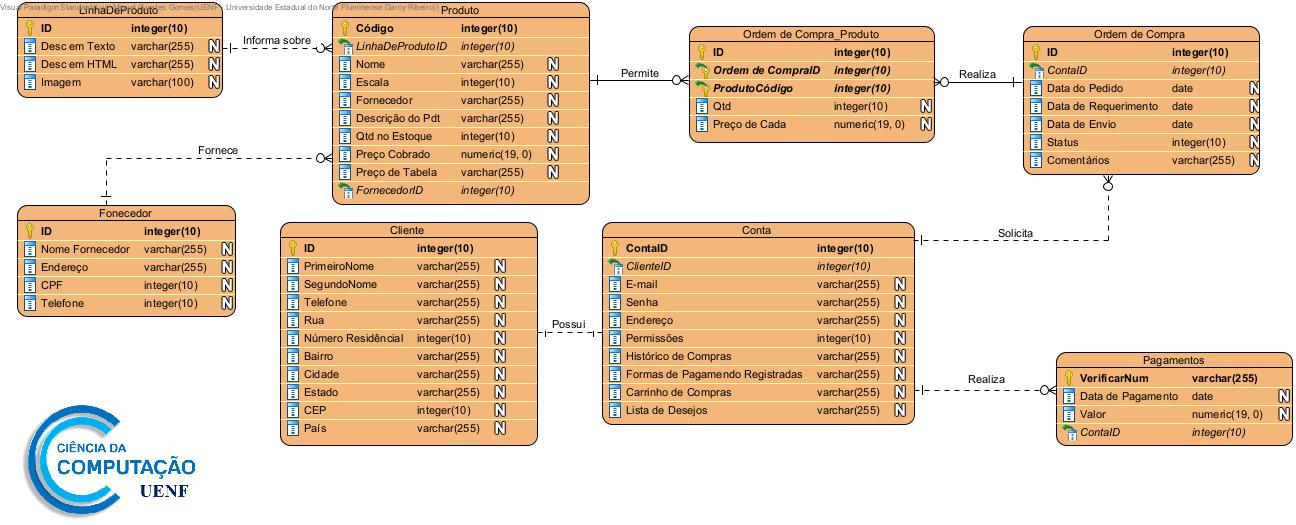 Visual Paradigm Standard
Gomes(UENF - Universidade Estadual do Norte Fluminense Darcy Ribeiro))
LinhaDeProduto
ID integer(10)
Desc em Texto varchar(255) N
Desc em HTML varchar(255) N
Imagem varchar(100) N
Informa sobre
Produto
Código integer(10)
LinhaDeProdutoID integer(10)
Nome varchar(255) N
Escala integer(10) N
Fornecedor varchar(255) N
Descrição do Pdt varchar(255) N
Qtd no Estoque integer(10) N
Preço Cobrado numeric(19, 0) N
Preço de Tabela varchar(255) N
FornecedorID integer(10)
Permite
Ordem de Compra_Produto
ID integer(10)
Ordem de CompraID integer(10)
ProdutoCódigo integer(10)
Qtd integer(10) N
Preço de Cada numeric(19, 0) N
Realiza
Ordem de Compra
ID integer(10)
ContaID integer(10)
Data do Pedido date N
Data de Requerimento date N
Data de Envio date N
Status integer(10) N
Comentários varchar(255) N
Fornece
Fonecedor
ID integer(10)
Nome Fornecedor varchar(255) N
Endereço varchar(255) N
CPF integer(10) N
Telefone integer(10) N
Cliente
ID integer(10)
PrimeiroNome varchar(255) N
SegundoNome varchar(255) N
Telefone varchar(255) N
Rua varchar(255) N
Número Residêncial integer(10) N
Bairro varchar(255) N
Cidade varchar(255) N
Estado varchar(255) N
CEP integer(10) N
País varchar(255) N
Possui
Conta
ContaID integer(10)
ClienteID integer(10)
E-mail varchar(255) N
Senha varchar(255) N
Endereço varchar(255) N
Permissões integer(10) N
Histórico de Compras varchar(255) N
Formas de Pagamendo Registradas varchar(255) N
Carrinho de Compras varchar(255) N
Lista de Desejos varchar(255) N
Solicita
Realiza
Pagamentos
VerificarNum varchar(255)
Data de Pagamento date N
Valor numeric(19, 0) N
ContaID integer(10)
CIÊNCIA DA
COMPUTAÇÃO
UENF